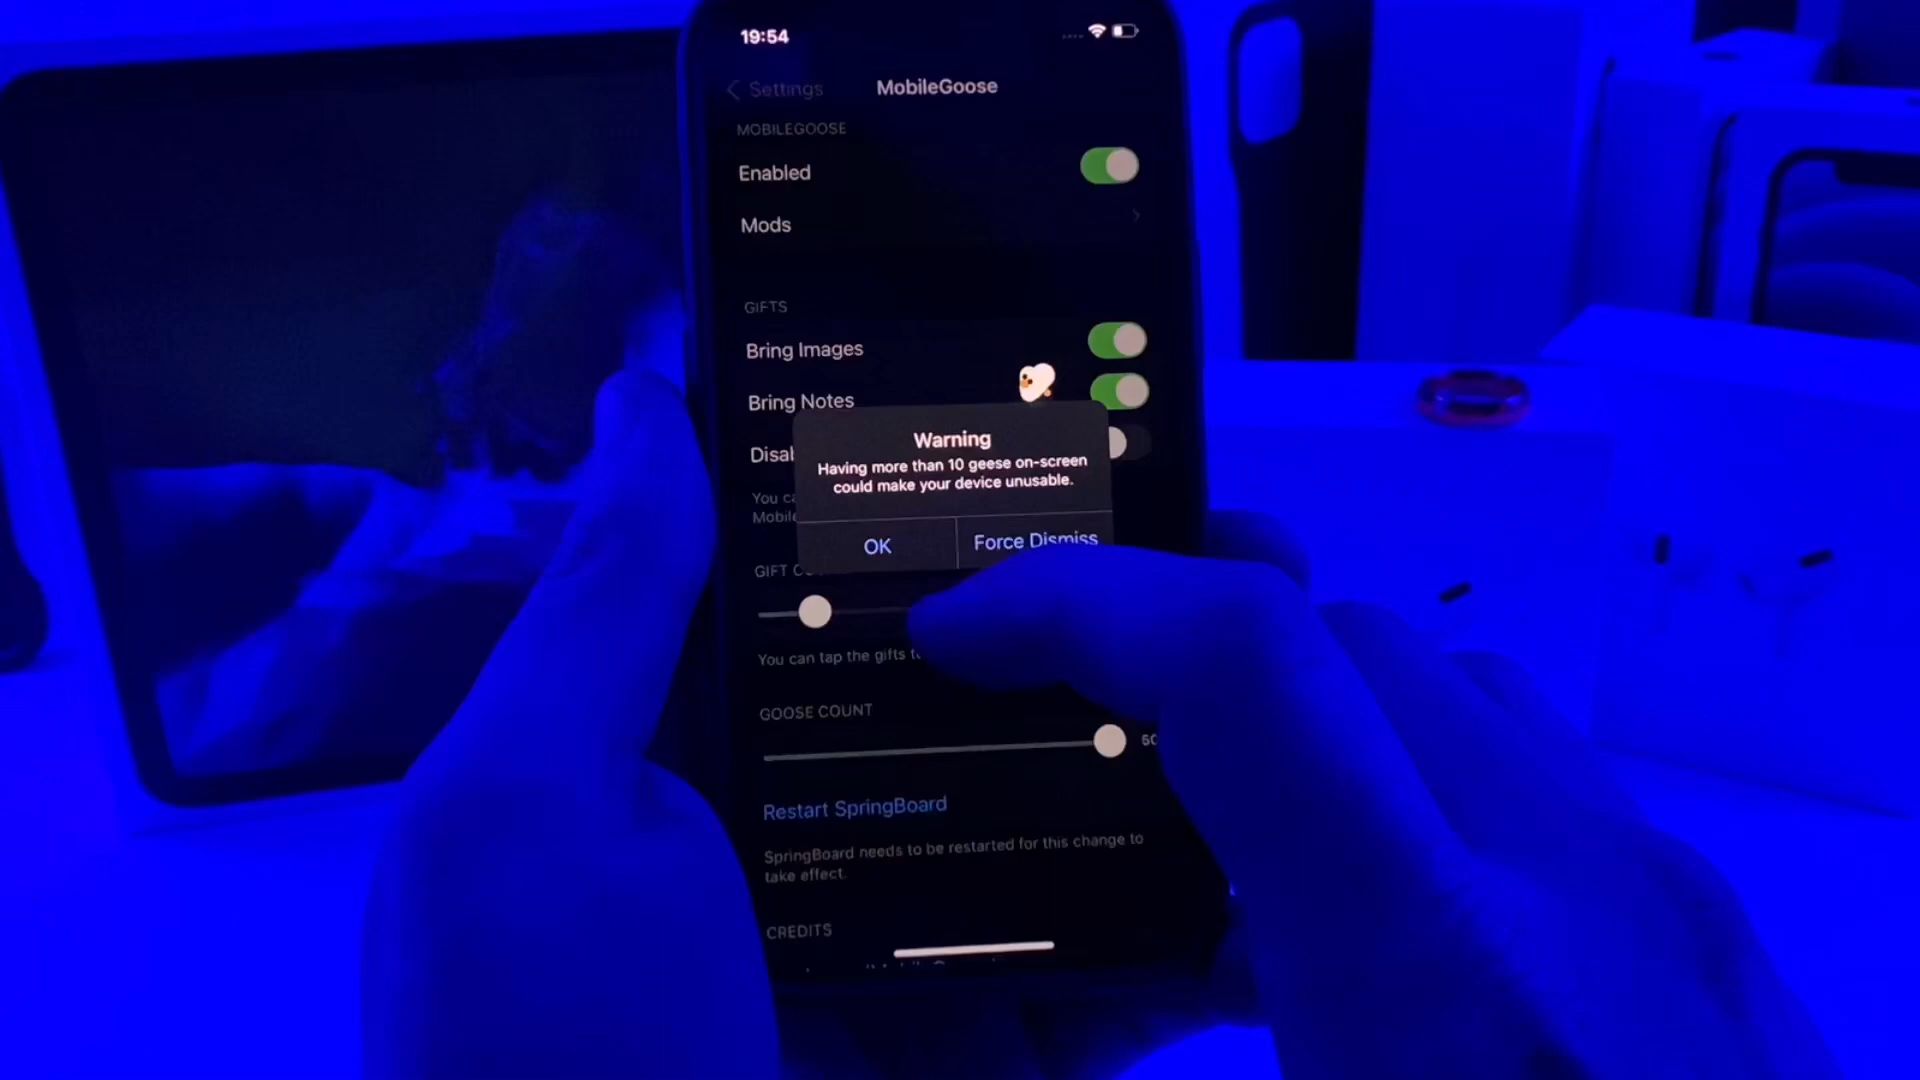 19:54
Settings
MobileGoose
MOBILEGOOSE
Enabled
Mods
GIFTS
Bring Images
Bring Notes
Warning
Having more than 10 geese on-screen
could make your device unusable.
You
OK
Force Dismiss
GIFT
You can tap the gifts
GOOSE COUNT
Restart SpringBoard
SpringBoard needs to be restarted for this change to
take effect.
CREDITS